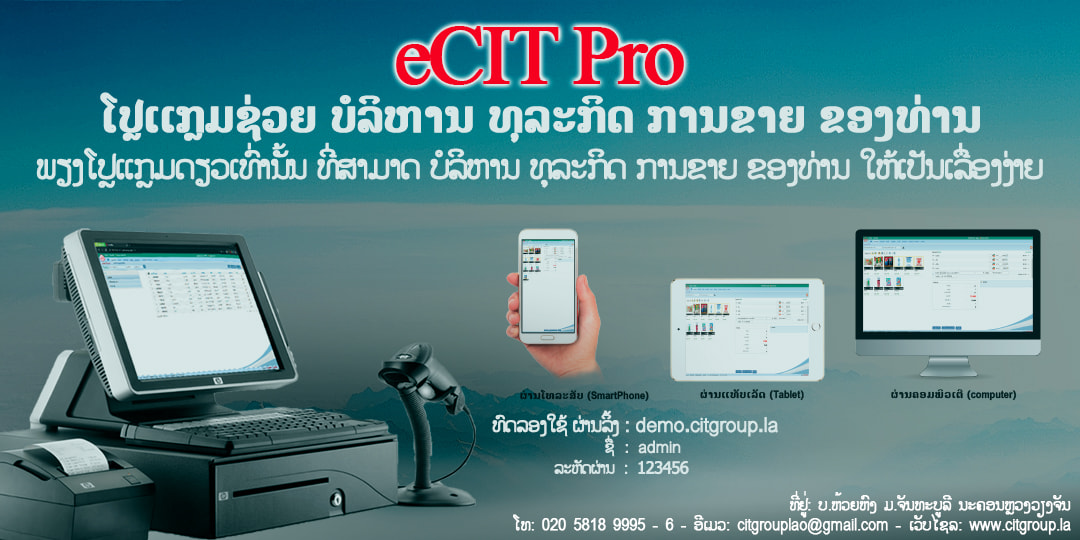 eCIT Pro
ໂປຼແກຼມຊ່ວຍ ບໍລິຫານ ທຸລະກິດ ການຂາຍ ຂອງທ່ານ
ພຽງໂປຼແກຼມດຽວເທົ່ານັ້ນ ທີ່ສາມາດ ບໍລິຫານ ທຸລະກິດ ການຂາຍ ຂອງທ່ານ ໃຫ້ເປັນເລື່ອງງ່າຍ
ຜ່ານໂທລະສັບ (SmartPhone)
ຜ່ານແທັບເລັດ (Tablet)
ຜ່ານຄອມພິວເຕີ (computer)
ທົດລອງໃຊ້ ຜ່ານລິ້ງ : demo.citgroup.la
ຊື່ : admin
ລະຫັດຜ່ານ : 123456
ທີ່ຢູ່: ບ.ຫ້ວຍຫົງ ມ.ຈັນທະບູລີ ນະຄອນຫຼວງວຽງຈັນ
ໂທ: 020 5818 9995 - 6 - ອີເມວ: citgrouplao@gmail.com - ເວັບໄຊລ: www.citgroup.la